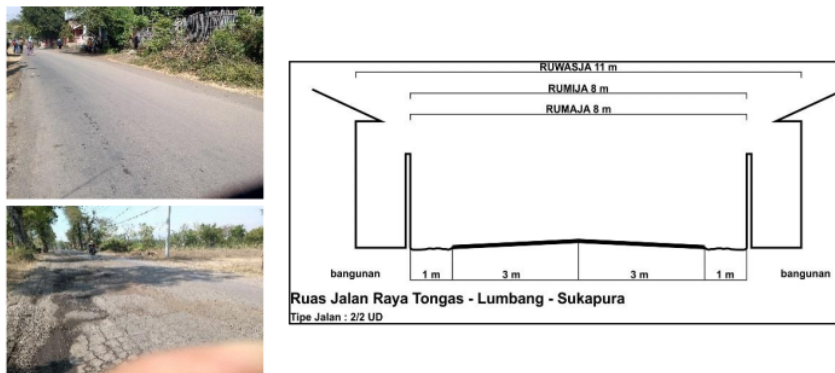 RUWASJA 11 m
RUMIJA 8 m
RUMAJA 8 m
bangunan 1 m 3 m 3 m 1 m bangunan
Ruas Jalan Raya Tongas - Lumbang - Sukapura
Tipe Jalan : 2/2 UD